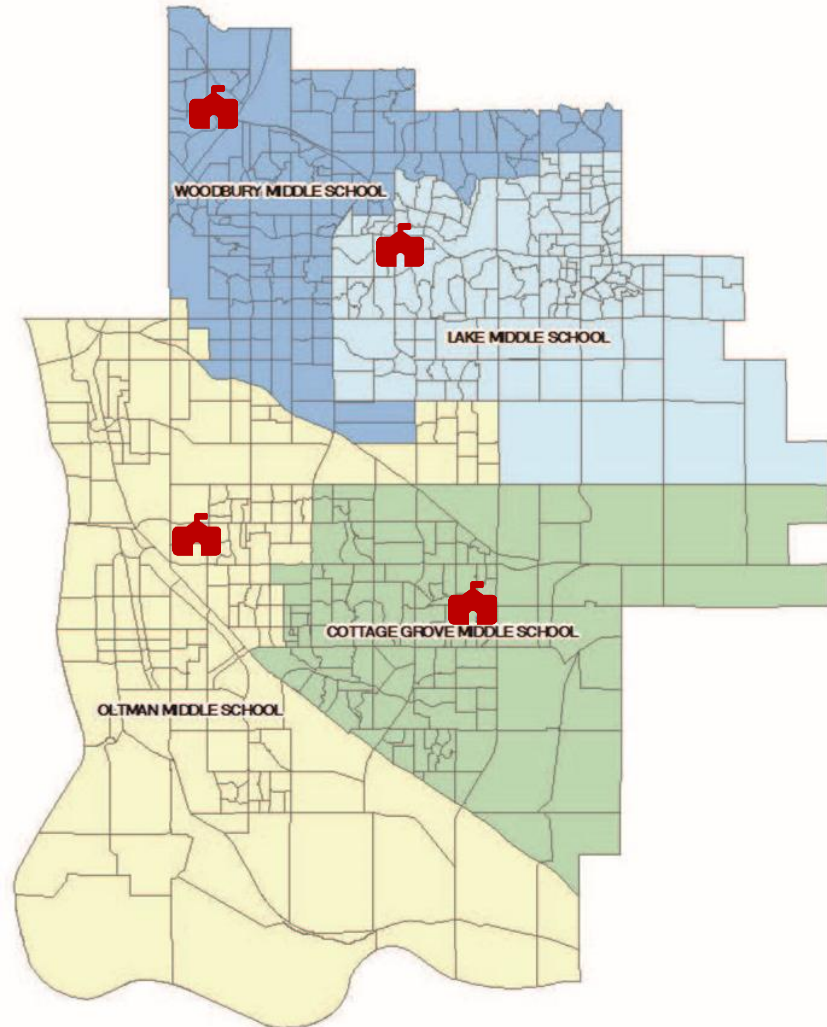 WOODBURY MIDDLE SCHOOL
LAKE MIDDLE SCHOOL
COTTAGE GROVE MIDDLE SCHOOL
OLTMAN MIDDLE SCHOOL